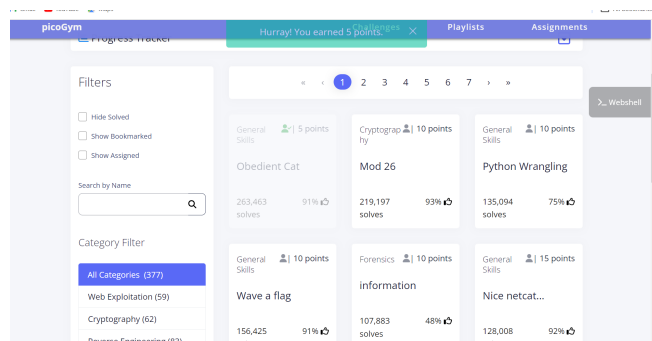 picoGym
Challenges
Playlists
Assignments
Hurray! You earned 5 points.
Progress Tracker
Filters
Hide Solved
Show Bookmarked
Show Assigned
Search by Name
Category Filter
All Categories (377)
Web Exploitation (59)
Cryptography (62)
« ‹ 1 2 3 4 5 6 7 › »
>_ Webshell
General Skills | 5 points
Obedient Cat
263,463 solves 91%
Cryptography | 10 points
Mod 26
219,197 solves 93%
General Skills | 10 points
Python Wrangling
135,094 solves 75%
General Skills | 10 points
Wave a flag
156,425 91%
Forensics | 10 points
information
107,883 solves 48%
General Skills | 15 points
Nice netcat...
128,008 92%